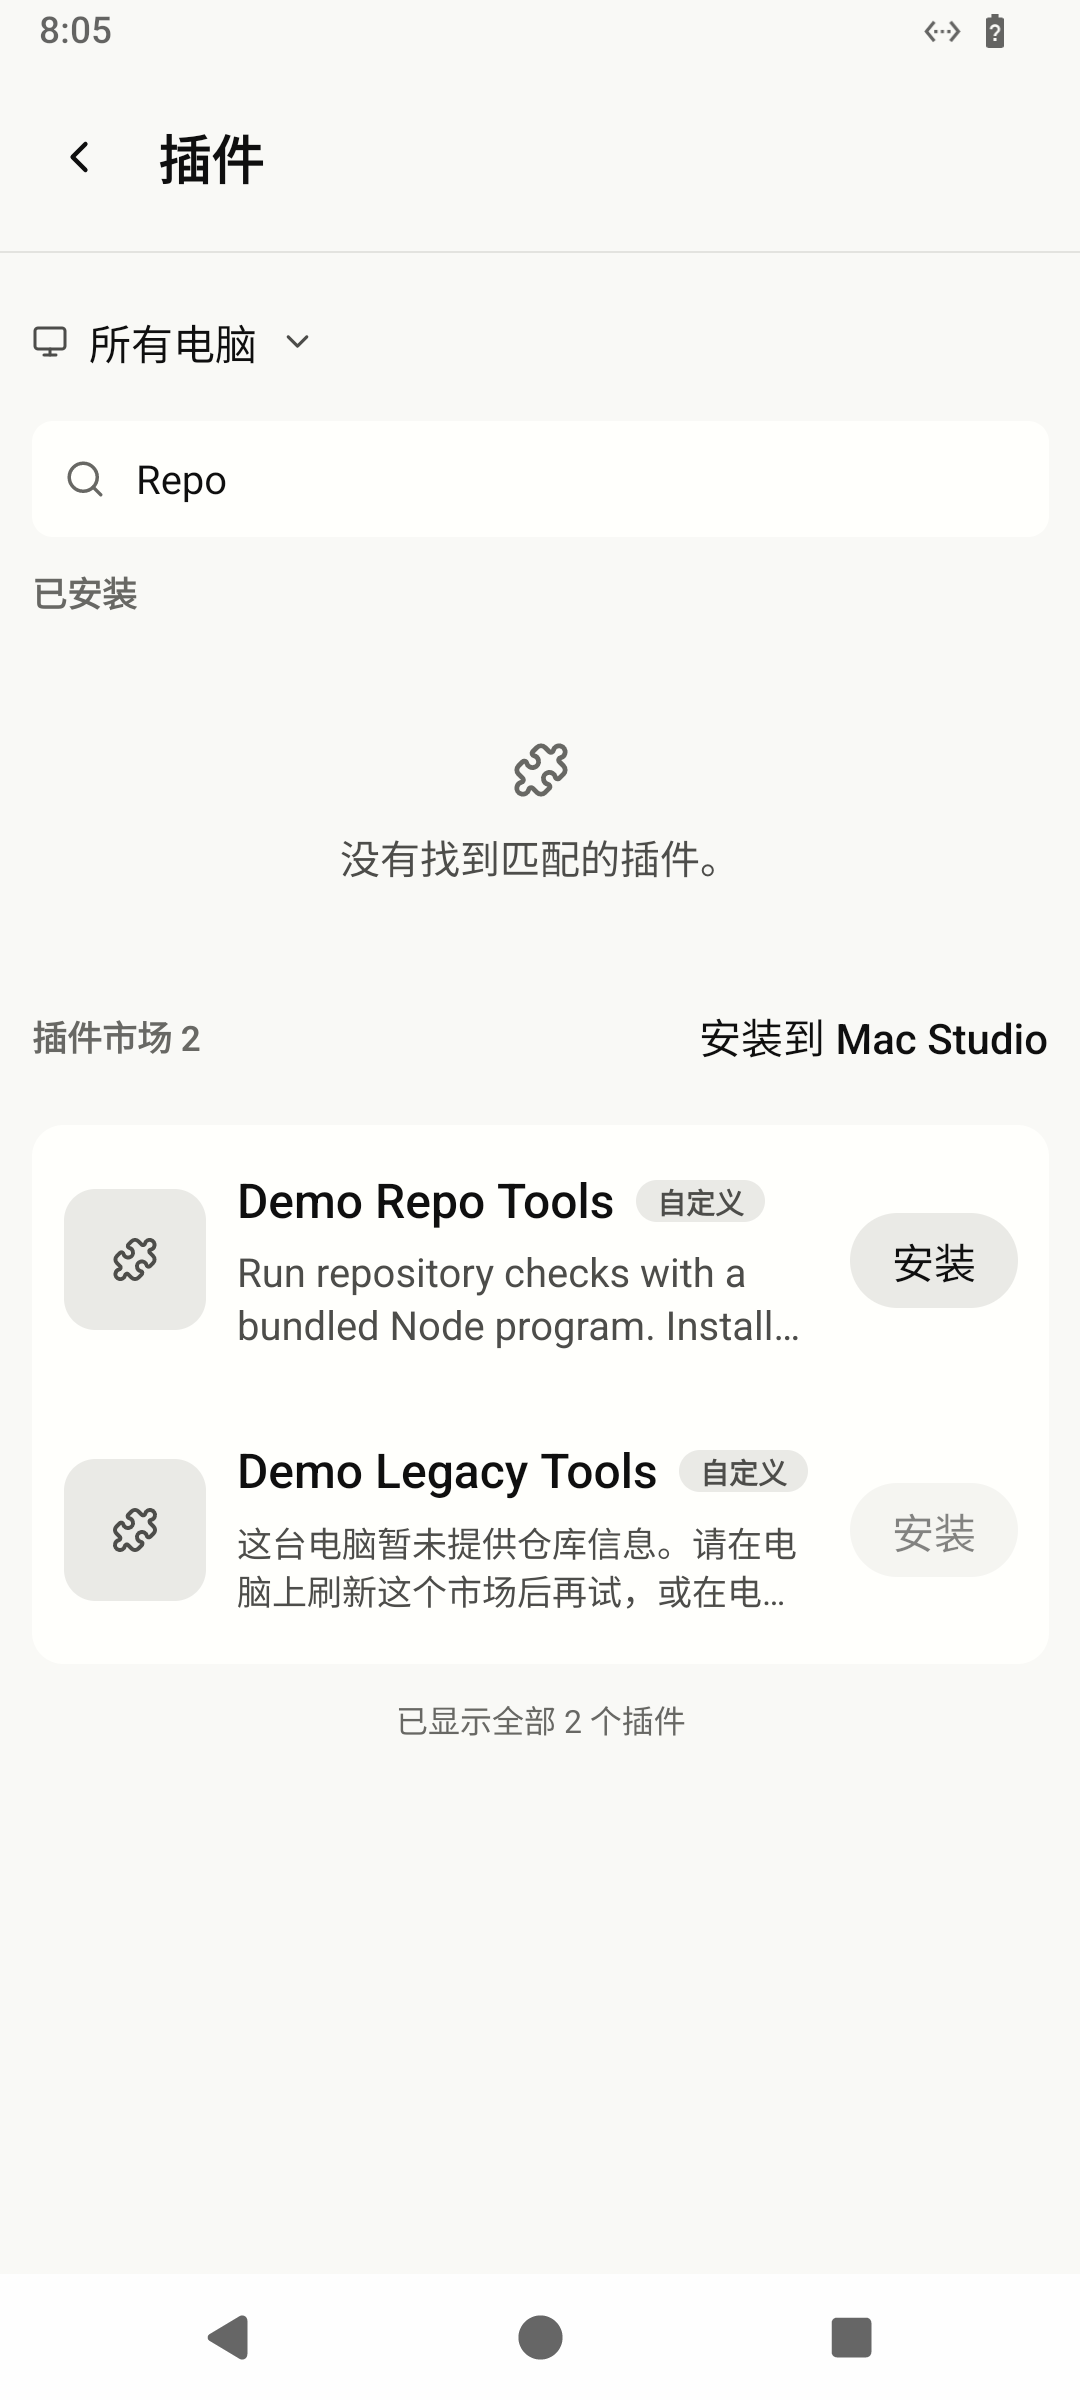 8:05
插件
所有电脑
Repo
已安装
没有找到匹配的插件。
插件市场 2
安装到 Mac Studio
Demo Repo Tools 自定义
Run repository checks with a
bundled Node program. Install…
安装
Demo Legacy Tools 自定义
这台电脑暂未提供仓库信息。请在电
脑上刷新这个市场后再试，或在电…
安装
已显示全部 2 个插件